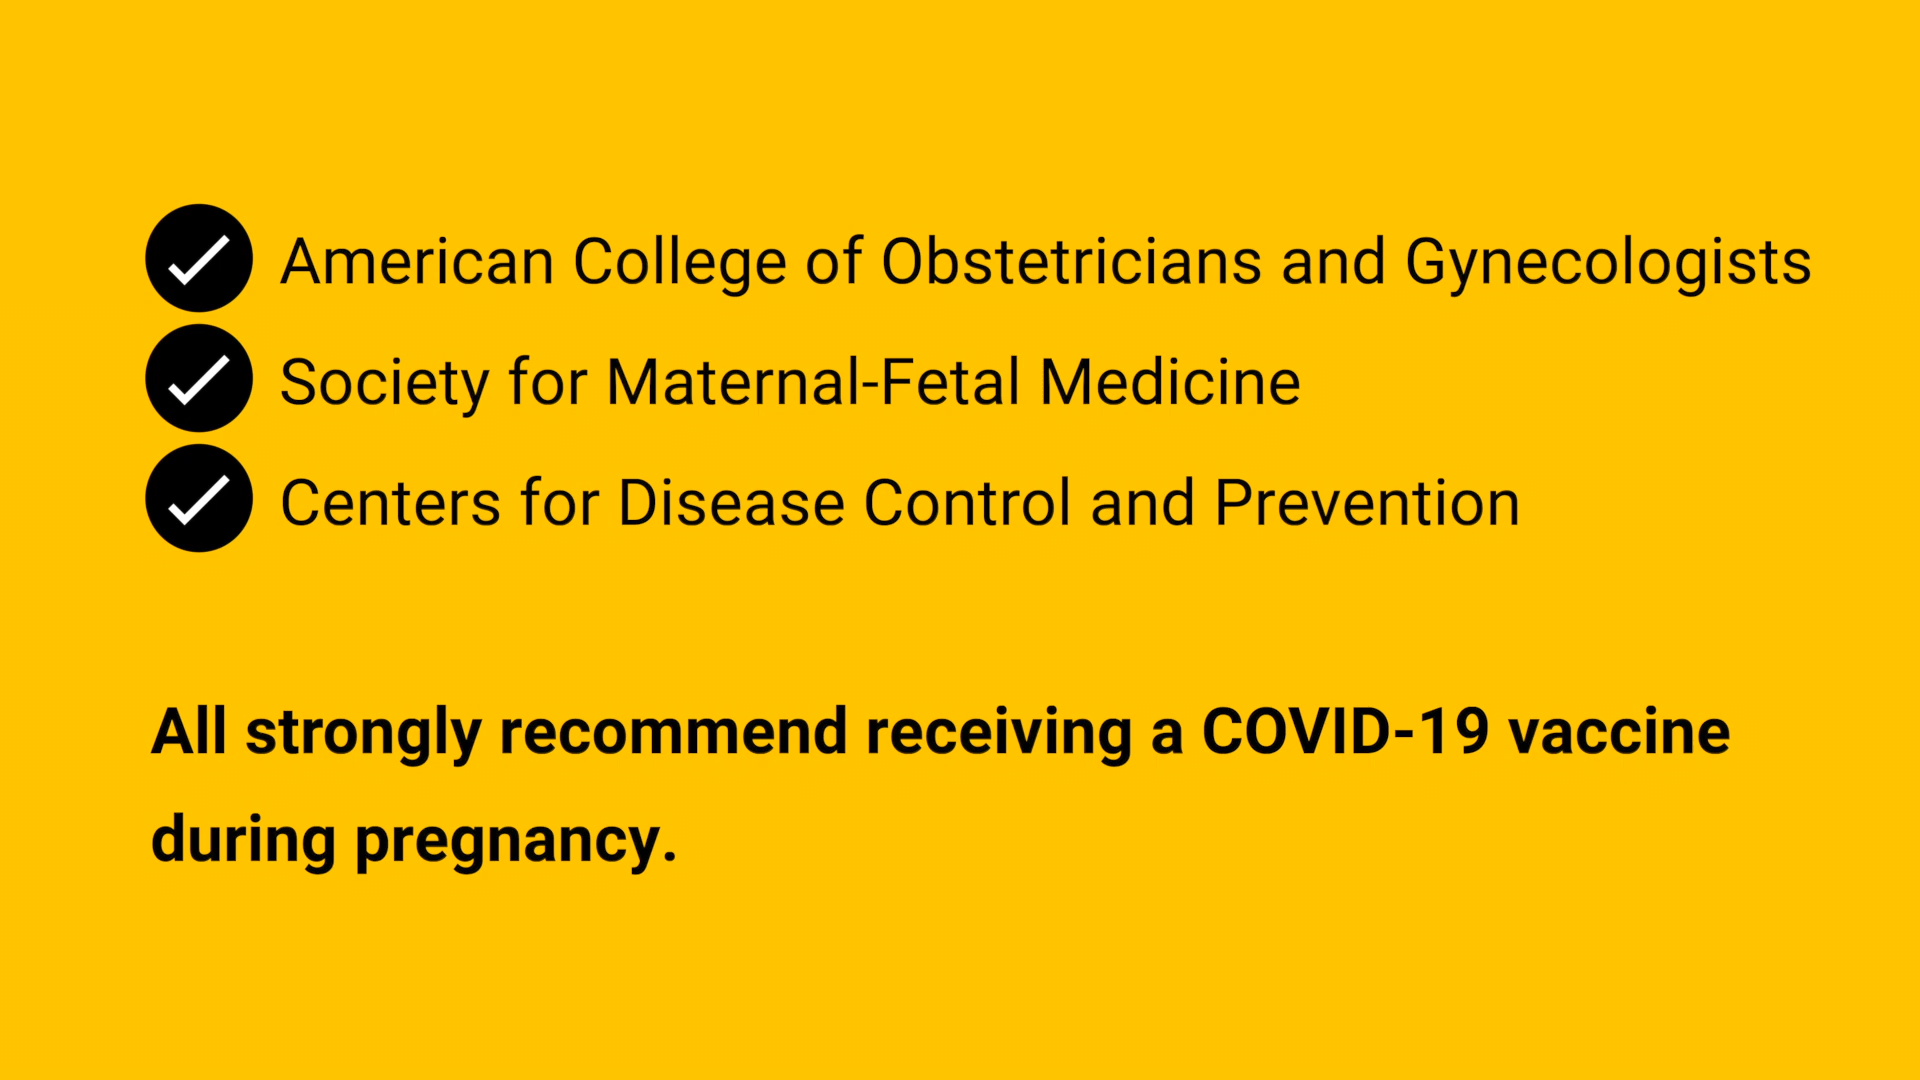 American College of Obstetricians and Gynecologists
Society for Maternal-Fetal Medicine
Centers for Disease Control and Prevention
All strongly recommend receiving a COVID-19 vaccine
during pregnancy.